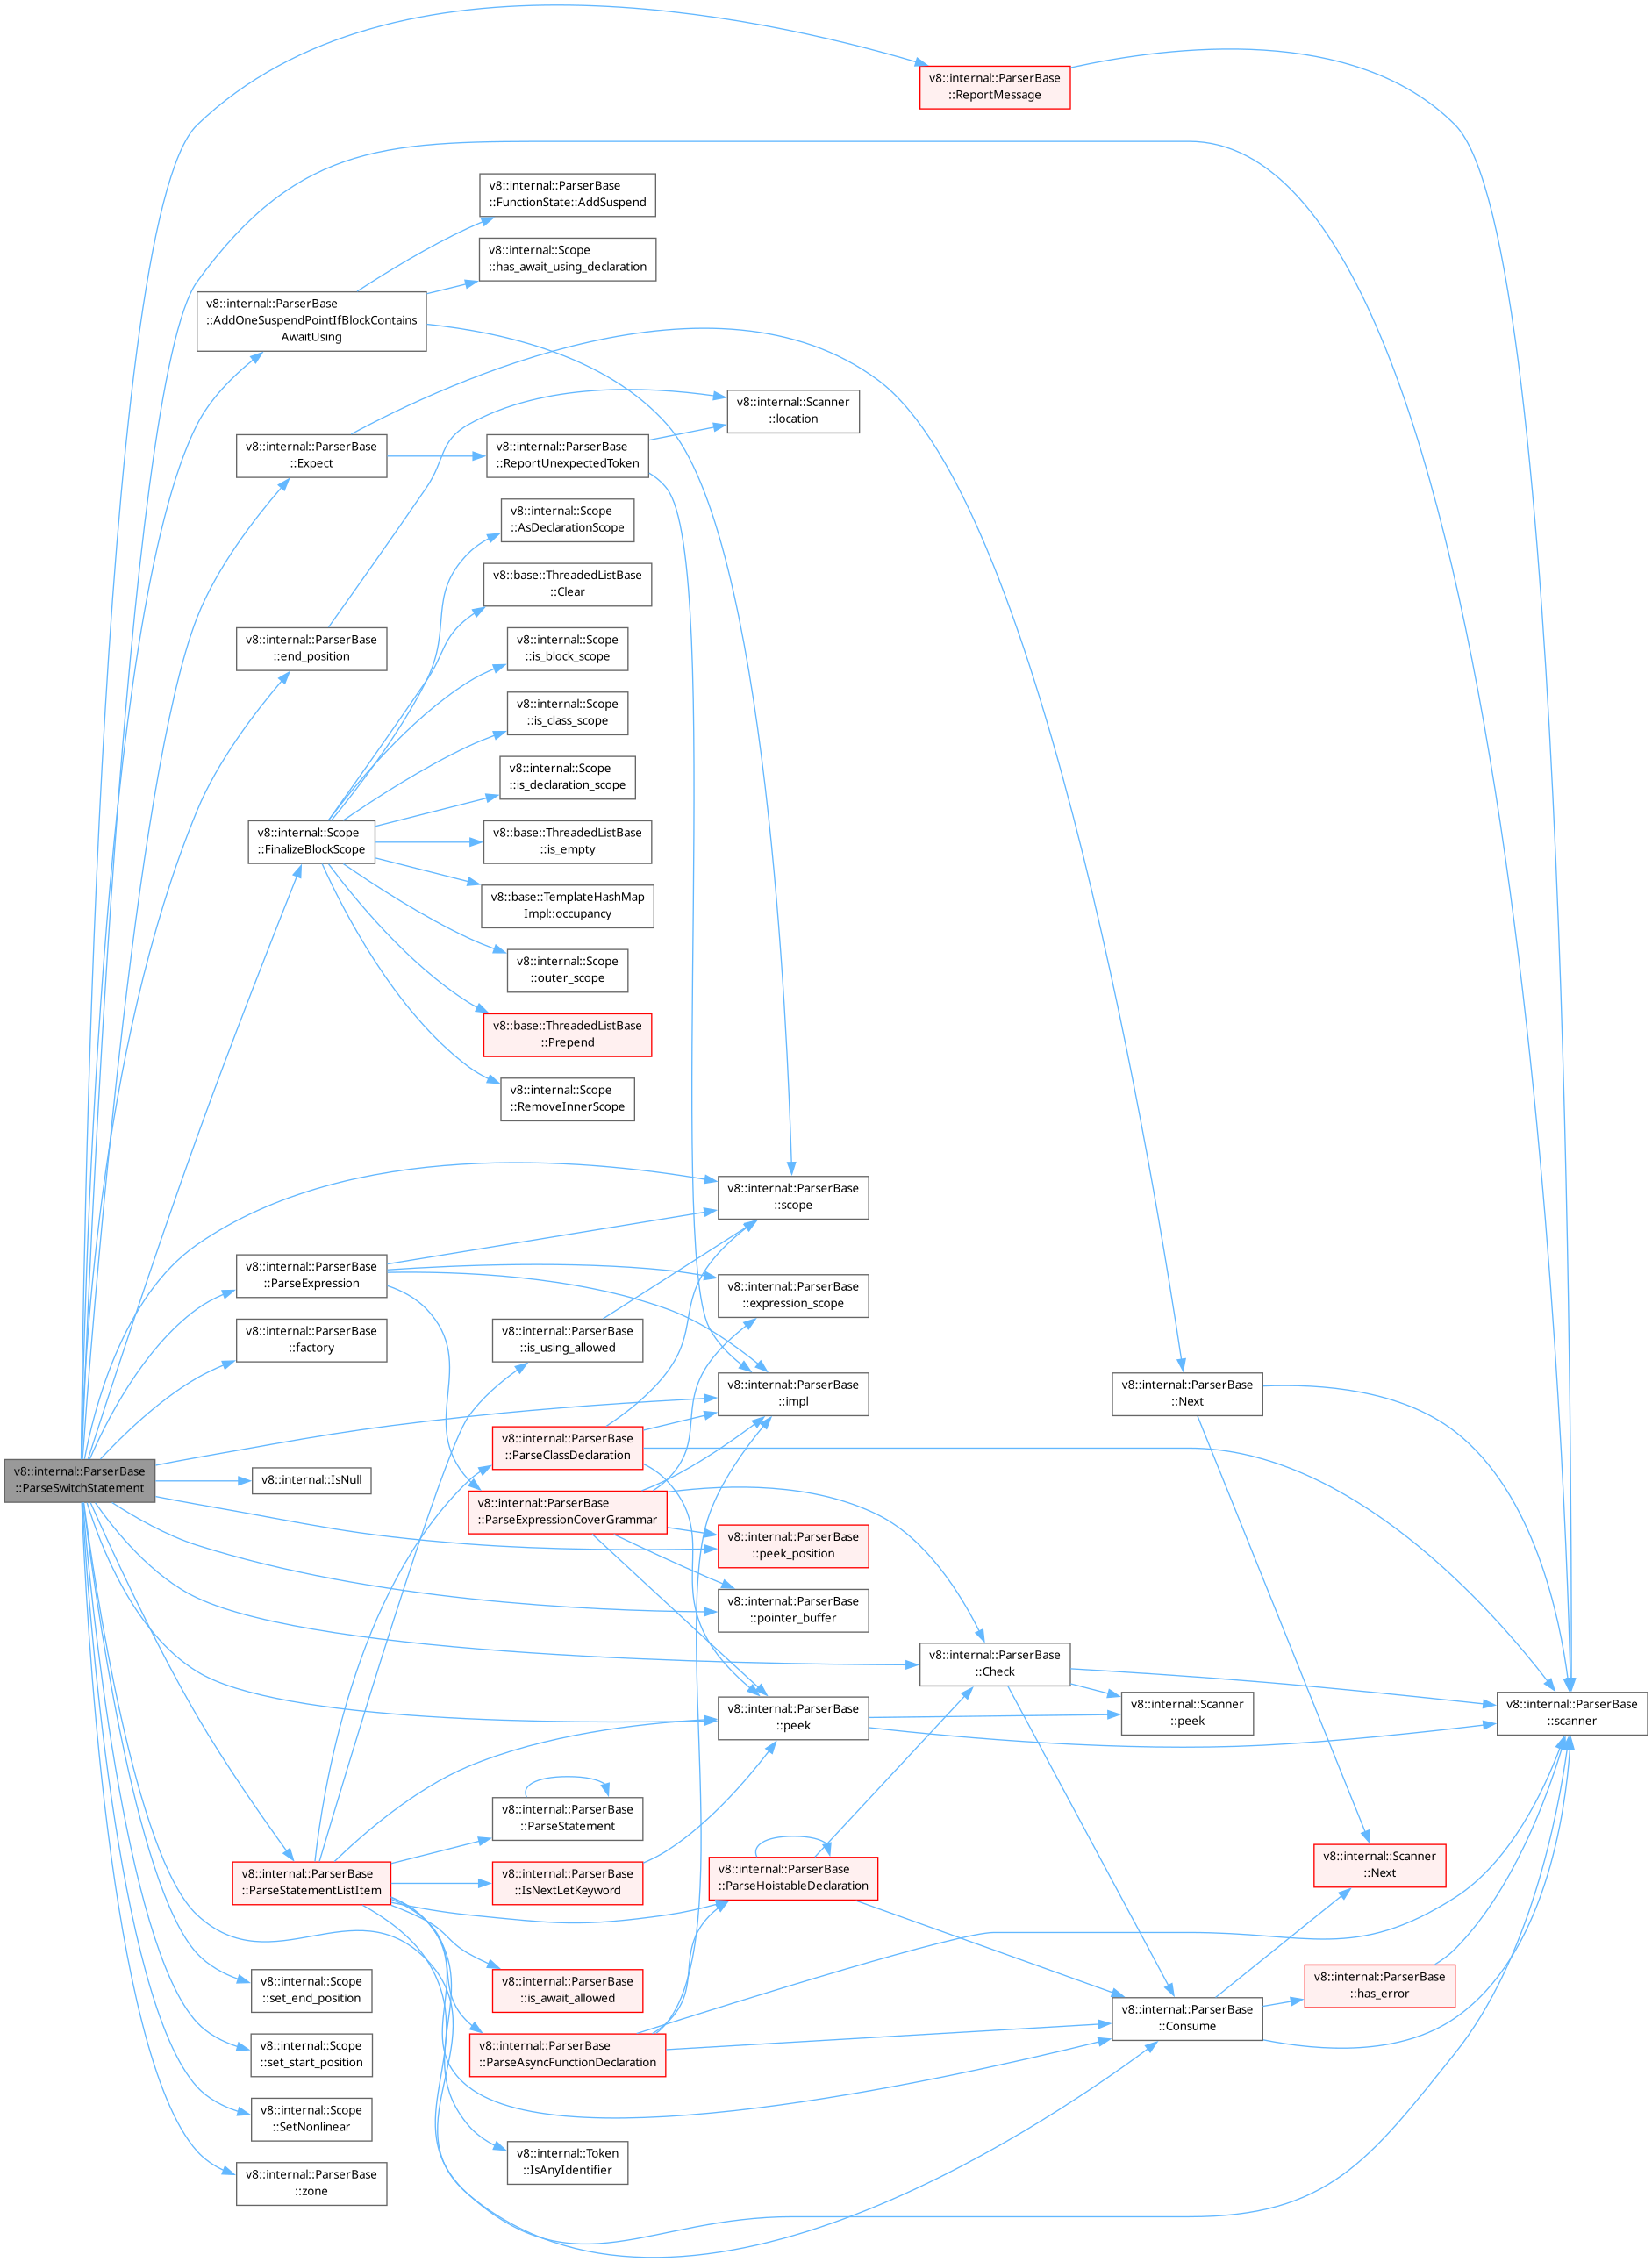 v8::internal::ParserBase
::ReportMessage
v8::internal::ParserBase
::FunctionState::AddSuspend
v8::internal::Scope
::has_await_using_declaration
v8::internal::ParserBase
::AddOneSuspendPointIfBlockContains
AwaitUsing
v8::internal::Scanner
::location
v8::internal::ParserBase
::Expect
v8::internal::ParserBase
::ReportUnexpectedToken
v8::internal::Scope
::AsDeclarationScope
v8::base::ThreadedListBase
::Clear
v8::internal::ParserBase
::end_position
v8::internal::Scope
::is_block_scope
v8::internal::Scope
::is_class_scope
v8::internal::Scope
::is_declaration_scope
v8::internal::Scope
::FinalizeBlockScope
v8::base::ThreadedListBase
::is_empty
v8::base::TemplateHashMap
Impl::occupancy
v8::internal::Scope
::outer_scope
v8::base::ThreadedListBase
::Prepend
v8::internal::Scope
::RemoveInnerScope
v8::internal::ParserBase
::scope
v8::internal::ParserBase
::ParseExpression
v8::internal::ParserBase
::expression_scope
v8::internal::ParserBase
::factory
v8::internal::ParserBase
::is_using_allowed
v8::internal::ParserBase
::impl
v8::internal::ParserBase
::Next
v8::internal::ParserBase
::ParseClassDeclaration
v8::internal::ParserBase
::ParseSwitchStatement
v8::internal::IsNull
v8::internal::ParserBase
::ParseExpressionCoverGrammar
v8::internal::ParserBase
::peek_position
v8::internal::ParserBase
::pointer_buffer
v8::internal::ParserBase
::Check
v8::internal::ParserBase
::peek
v8::internal::Scanner
::peek
v8::internal::ParserBase
::scanner
v8::internal::ParserBase
::ParseStatement
v8::internal::Scanner
::Next
v8::internal::ParserBase
::ParseStatementListItem
v8::internal::ParserBase
::IsNextLetKeyword
v8::internal::ParserBase
::ParseHoistableDeclaration
v8::internal::Scope
::set_end_position
v8::internal::ParserBase
::is_await_allowed
v8::internal::ParserBase
::has_error
v8::internal::ParserBase
::Consume
v8::internal::Scope
::set_start_position
v8::internal::ParserBase
::ParseAsyncFunctionDeclaration
v8::internal::Scope
::SetNonlinear
v8::internal::Token
::IsAnyIdentifier
v8::internal::ParserBase
::zone